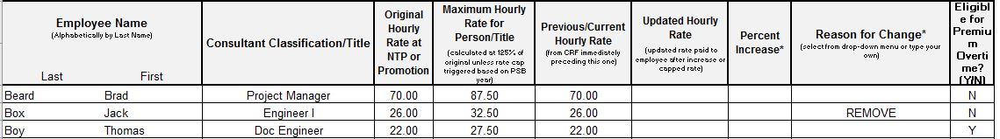 Employee Name
(Alphabetically by Last Name)
Last First
Consultant Classification/Title
Original
Hourly
Rate at
NTP or
Promotion
Maximum Hourly
Rate for
Person/Title
(calculated at 125% of
original unless rate cap
triggered based on PSB
year)
Previous/Current
Hourly Rate
(from CRF immediately
preceding this one)
Updated Hourly
Rate
(updated rate paid to
employee after increase or
capped rate)
Percent
Increase*
Reason for Change*
(select from drop-down menu or type your
own)
Eligibl
e for
Premiu
m
Overti
me?
(Y/N)
Beard Brad Project Manager 70.00 87.50 70.00 N
Box Jack Engineer I 26.00 32.50 26.00 REMOVE N
Boy Thomas Doc Engineer 22.00 27.50 22.00 Y